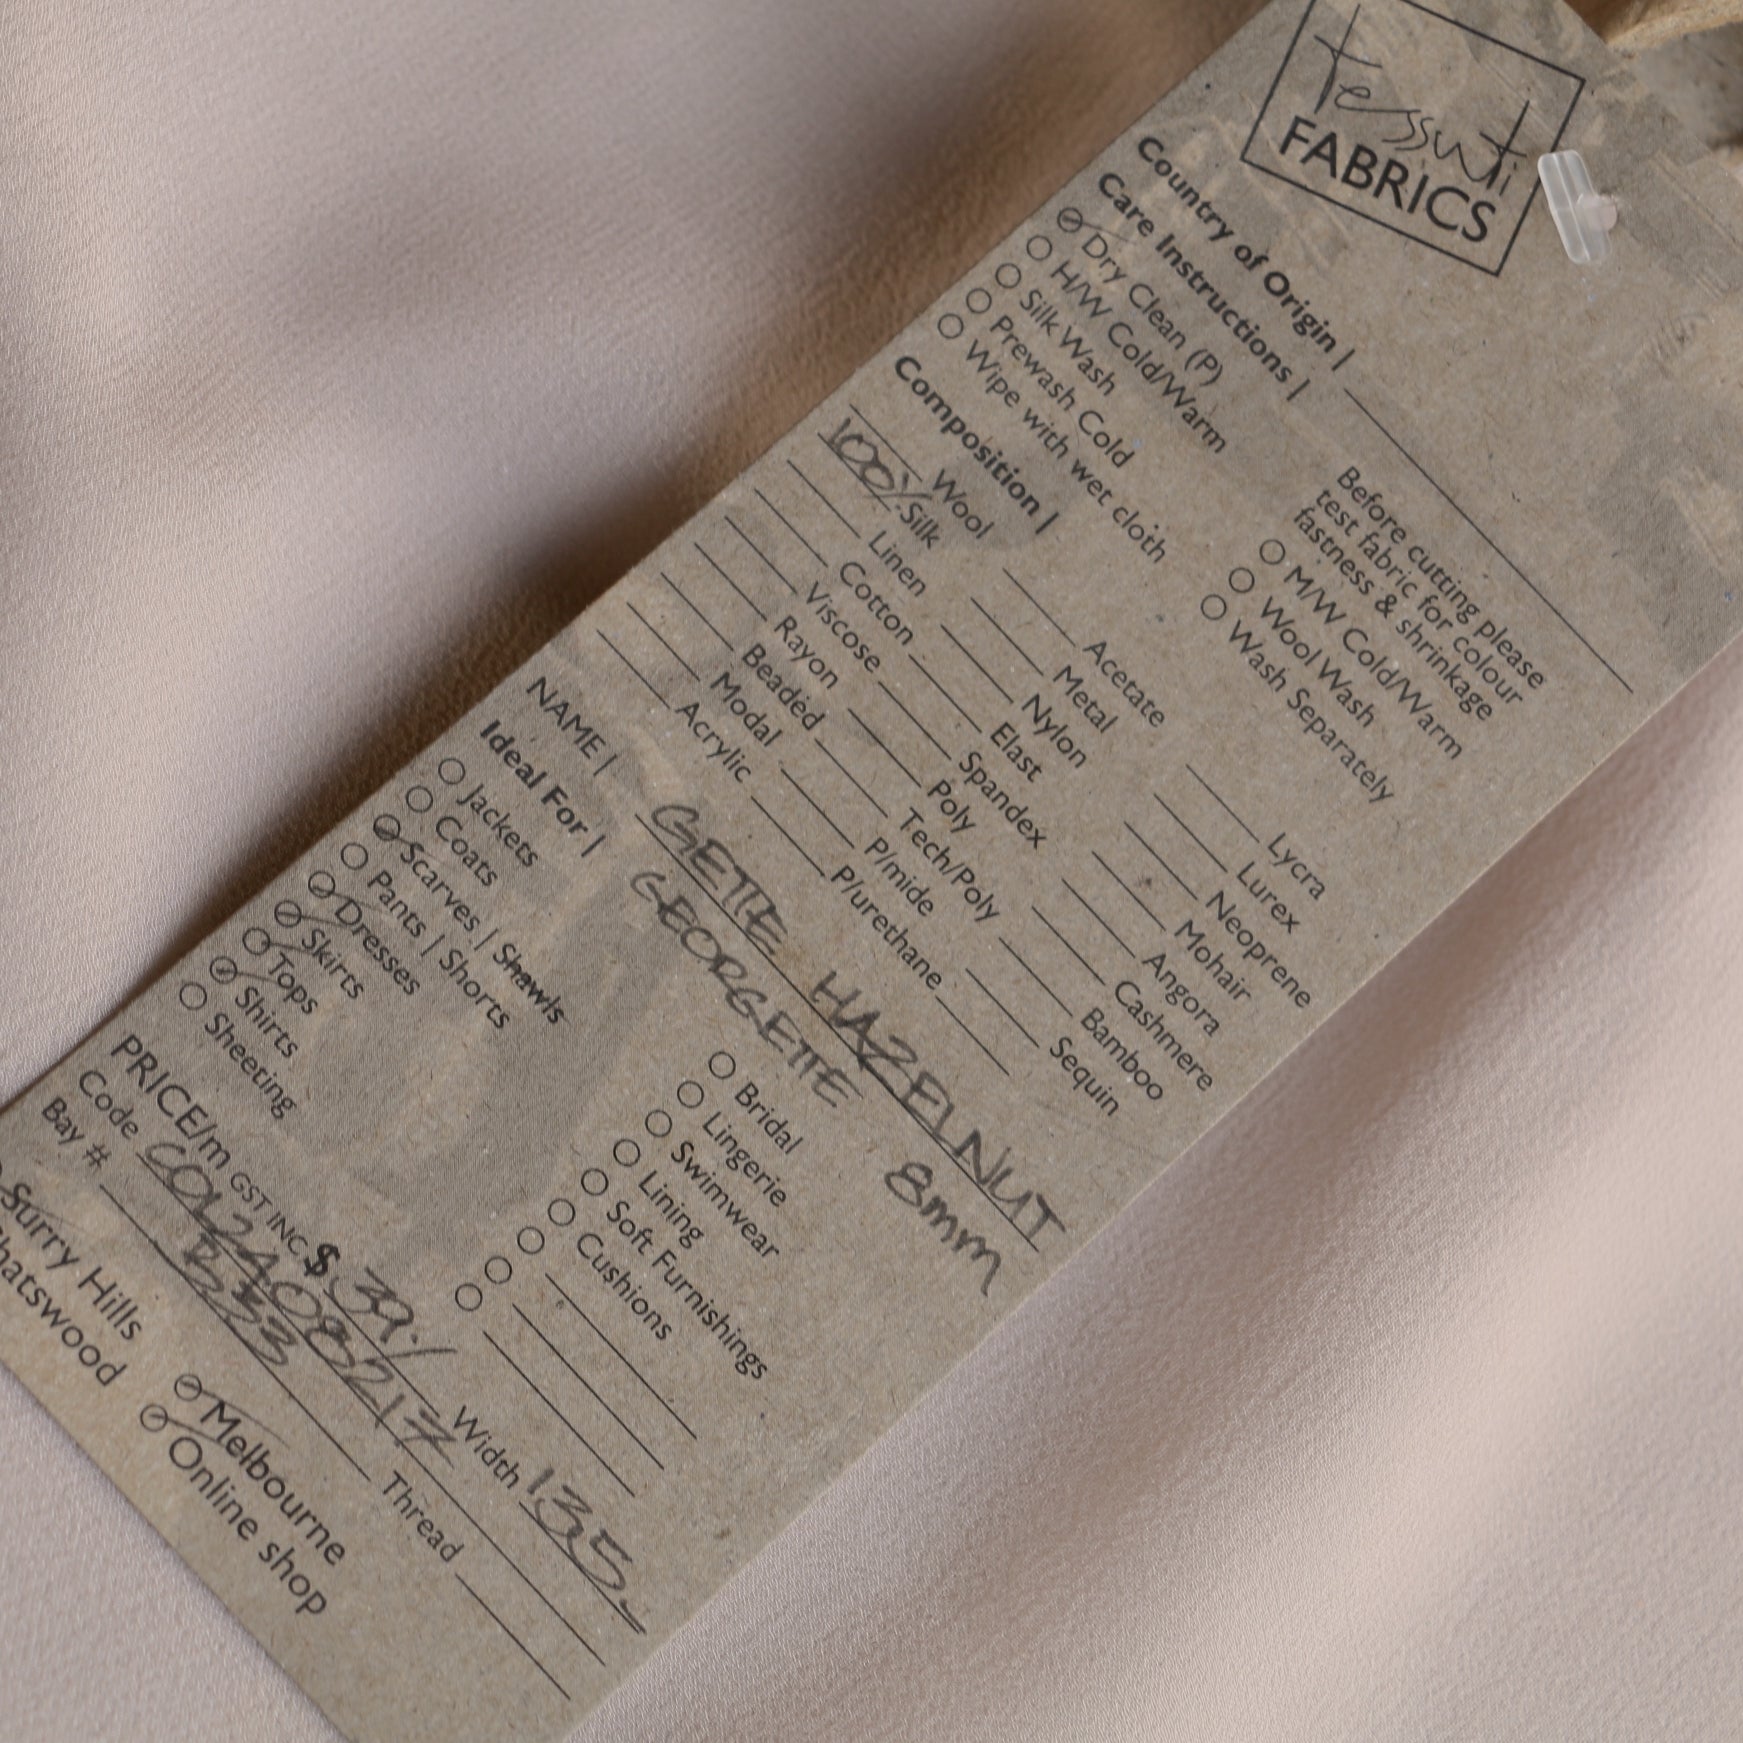 tessuti
FABRICS
Country of Origin |
Care Instructions |
Dry Clean (P)
H/W Cold/Warm
Silk Wash
Prewash Cold
Wipe with wet cloth
Before cutting please
test fabric for colour
fastness & shrinkage
M/W Cold/Warm
Wool Wash
Wash Separately
Composition |
Wool
100% Silk
Linen
Cotton
Viscose
Rayon
Beaded
Modal
Acrylic
Acetate
Metal
Nylon
Elast
Spandex
Poly
Tech/Poly
P/mide
P/urethane
Lycra
Lurex
Neoprene
Mohair
Angora
Cashmere
Bamboo
Sequin
NAME | GETTE HAZELNUT
GEORGETTE 8mm
Ideal For |
Jackets
Coats
Scarves | Shawls
Pants | Shorts
Dresses
Skirts
Tops
Shirts
Sheeting
Bridal
Lingerie
Swimwear
Lining
Soft Furnishings
Cushions
PRICE/m GST INC $ 39./ Width 135
Code Thread
Bay # B33
Surry Hills
hatswood
Melbourne
Online shop